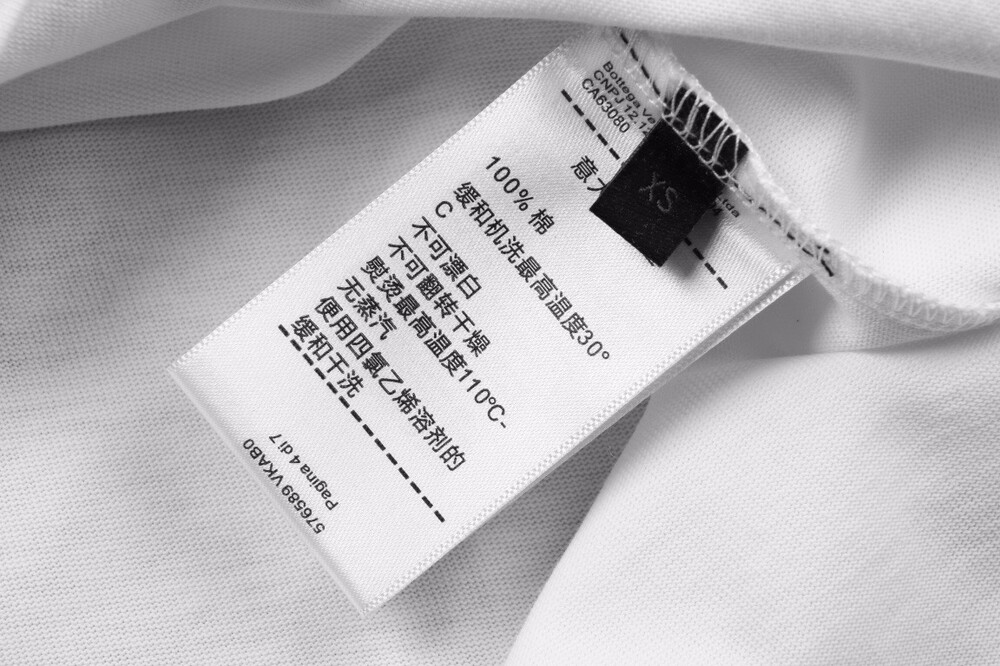 Bottega Ve
CNPJ 12.12
CA63080
XS
意大
100% 棉
缓和机洗最高温度30°
C
不可漂白
不可翻转干燥
熨烫最高温度110°C-
无蒸汽
使用四氯乙烯溶剂的
缓和干洗
576589 VKAB0
Pagina 4 di 7